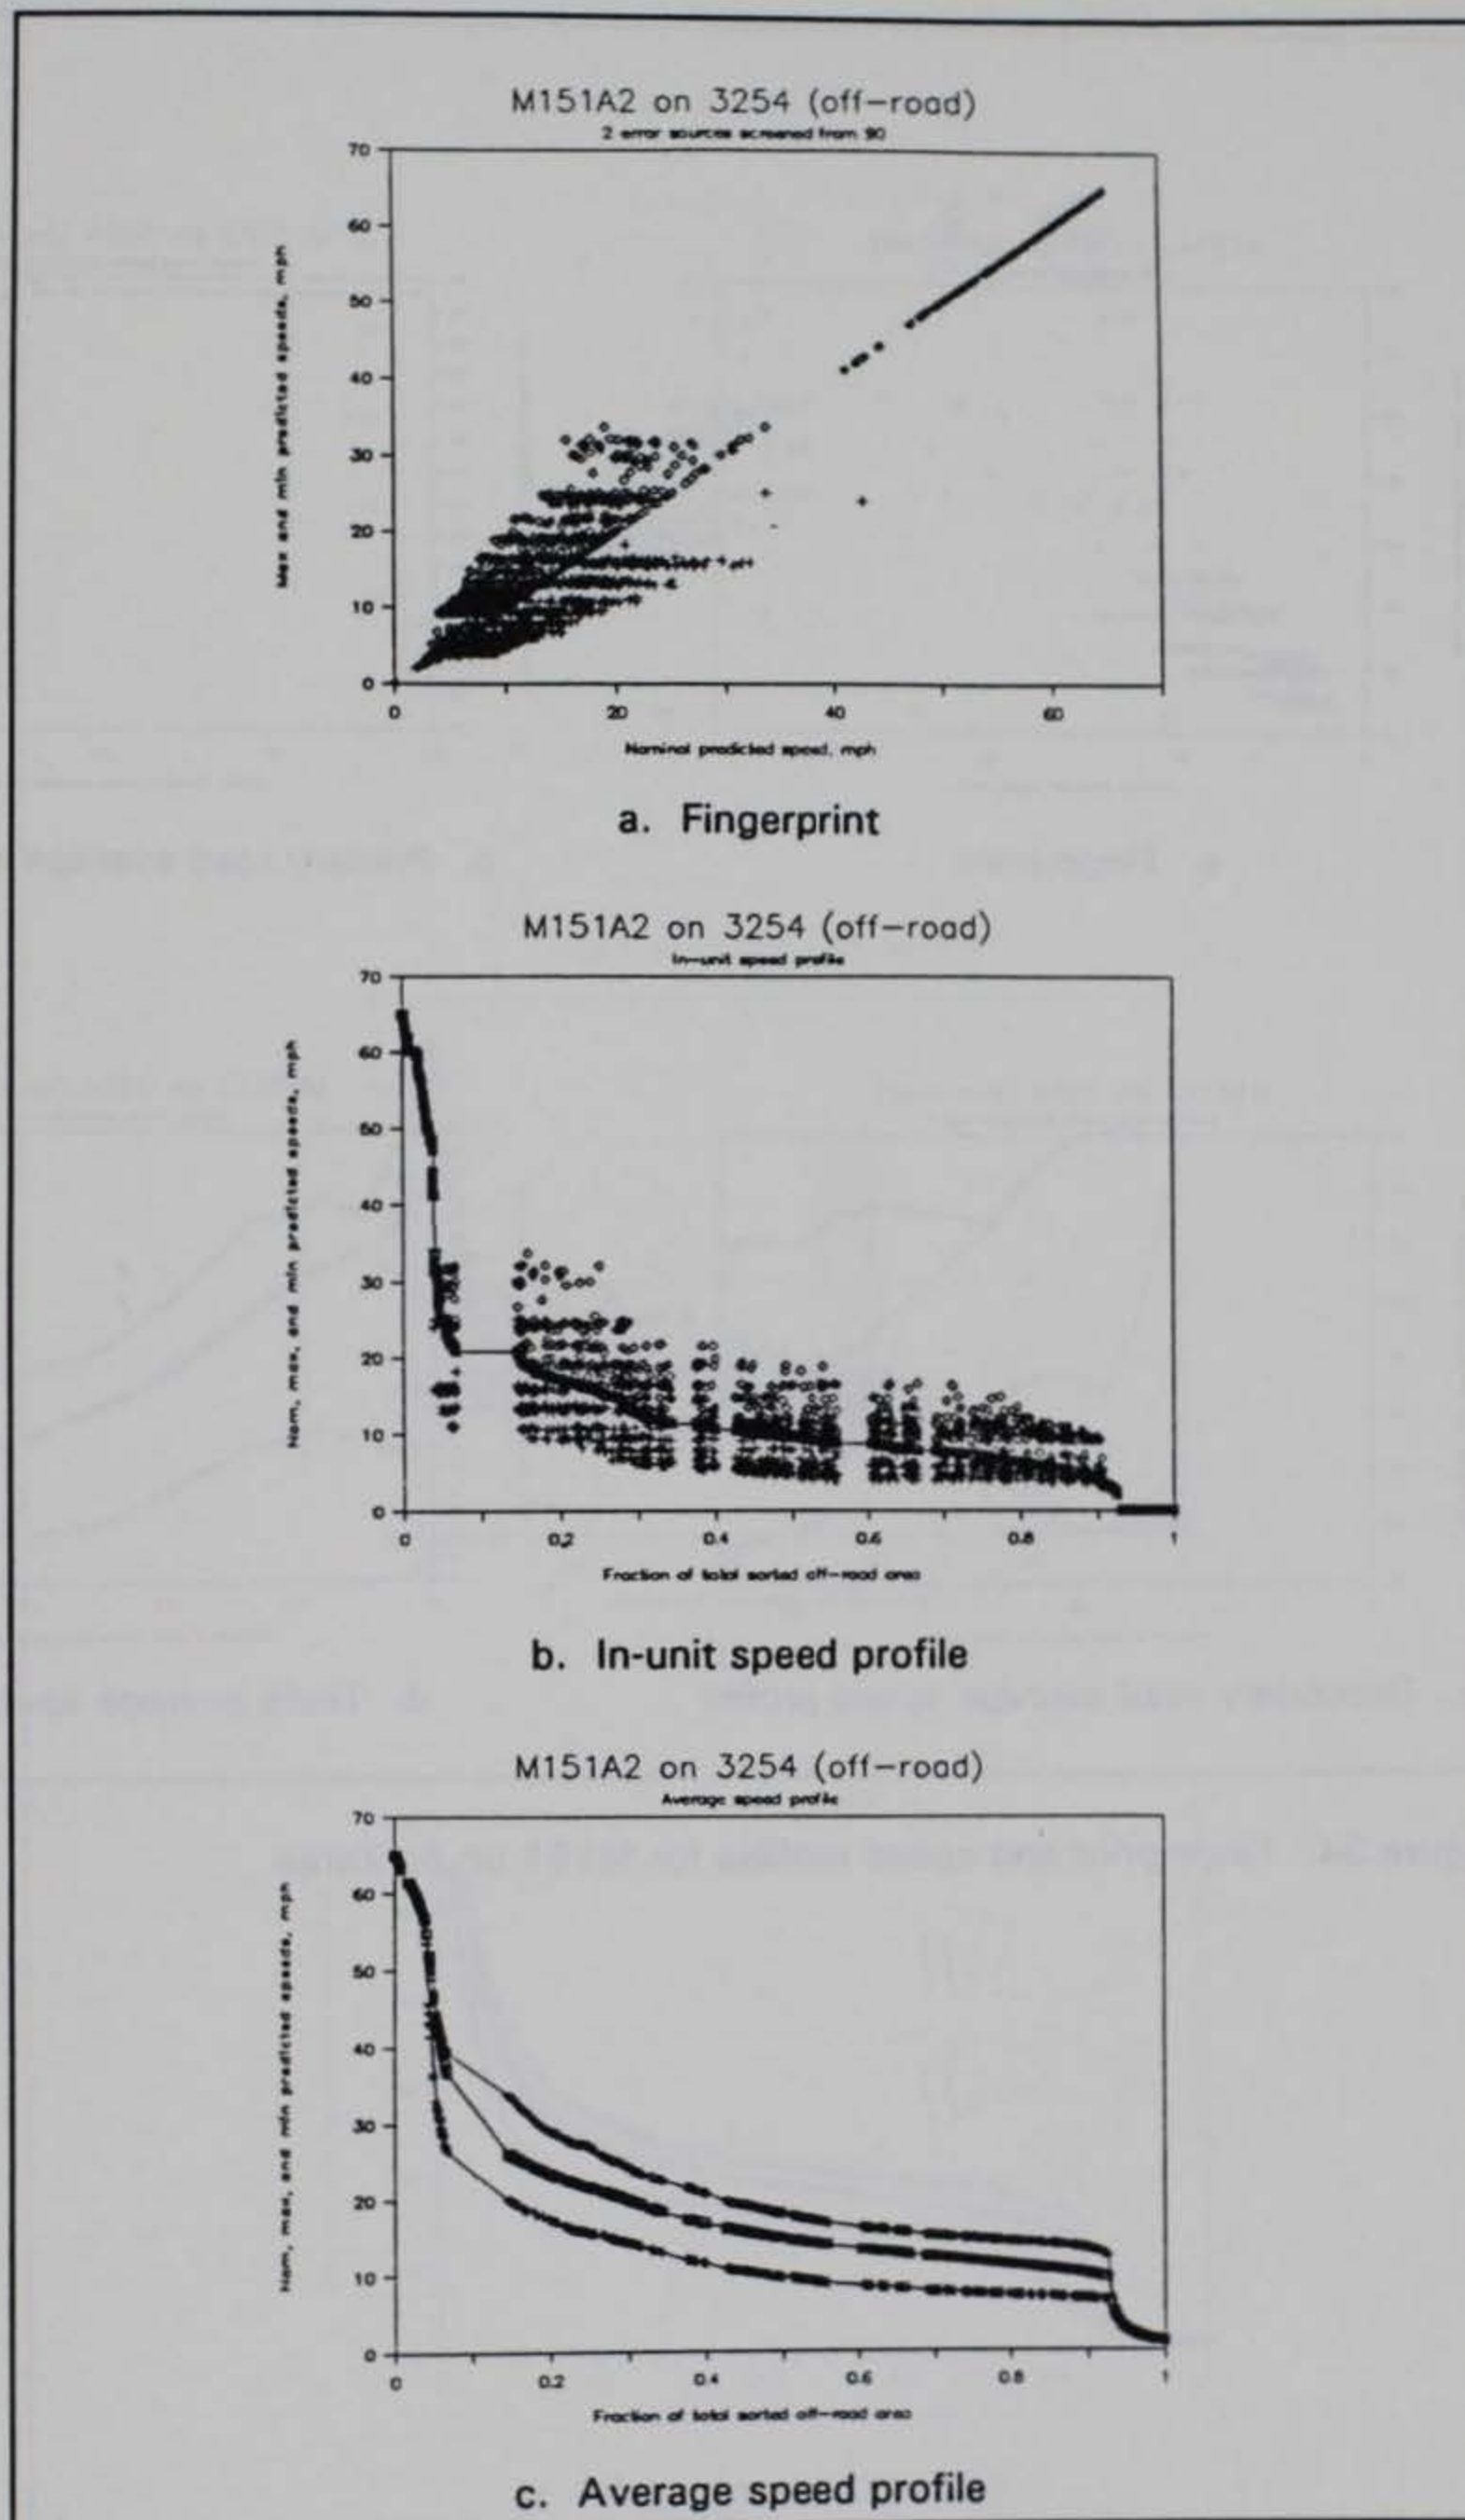 M151A2 on 3254 (off-road)
2 error sources screened from 90
70
60
50
40
30
20
10
0
Max and min predicted speeds, mph
0 20 40 60
Nominal predicted speed, mph
a. Fingerprint
M151A2 on 3254 (off-road)
In-unit speed profile
70
60
50
40
30
20
10
0
Nom, max, and min predicted speeds, mph
0 0.2 0.4 0.6 0.8 1
Fraction of total sorted off-road area
b. In-unit speed profile
M151A2 on 3254 (off-road)
Average speed profile
70
60
50
40
30
20
10
0
Nom, max, and min predicted speeds, mph
0 0.2 0.4 0.6 0.8 1
Fraction of total sorted off-road area
c. Average speed profile